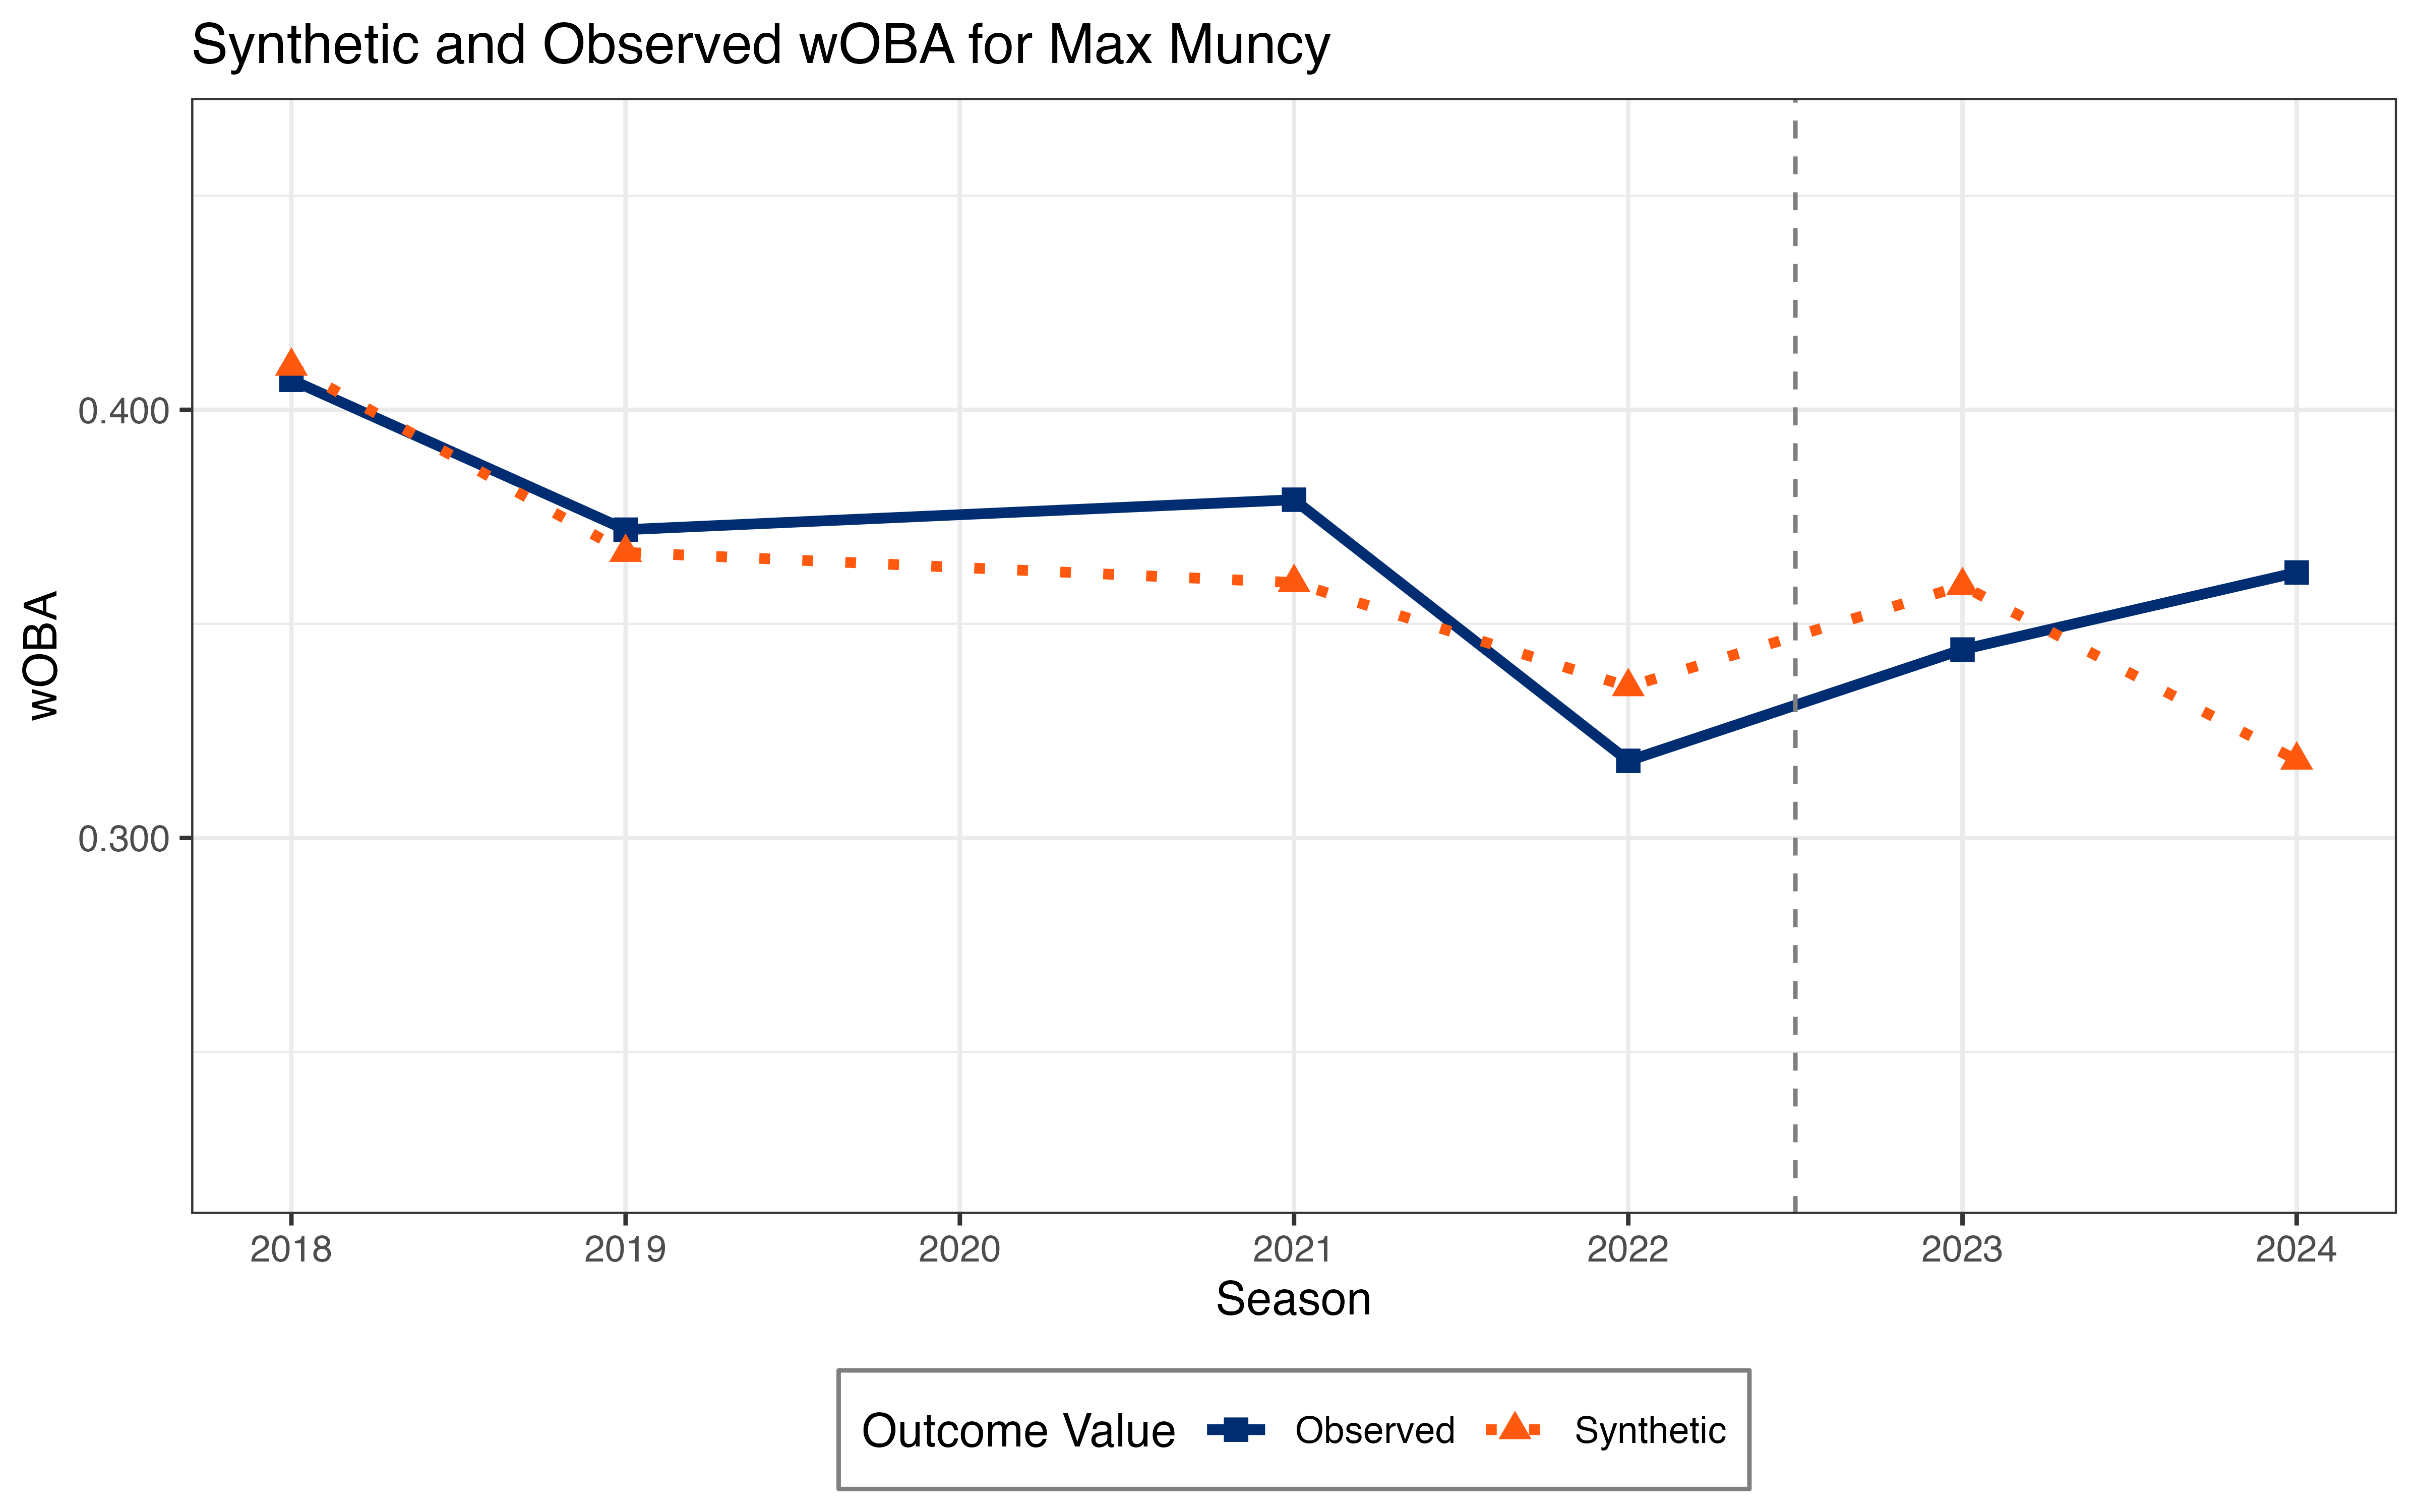 Synthetic and Observed wOBA for Max Muncy
wOBA
0.400
0.300
2018 2019 2020 2021 2022 2023 2024
Season
Outcome Value Observed Synthetic